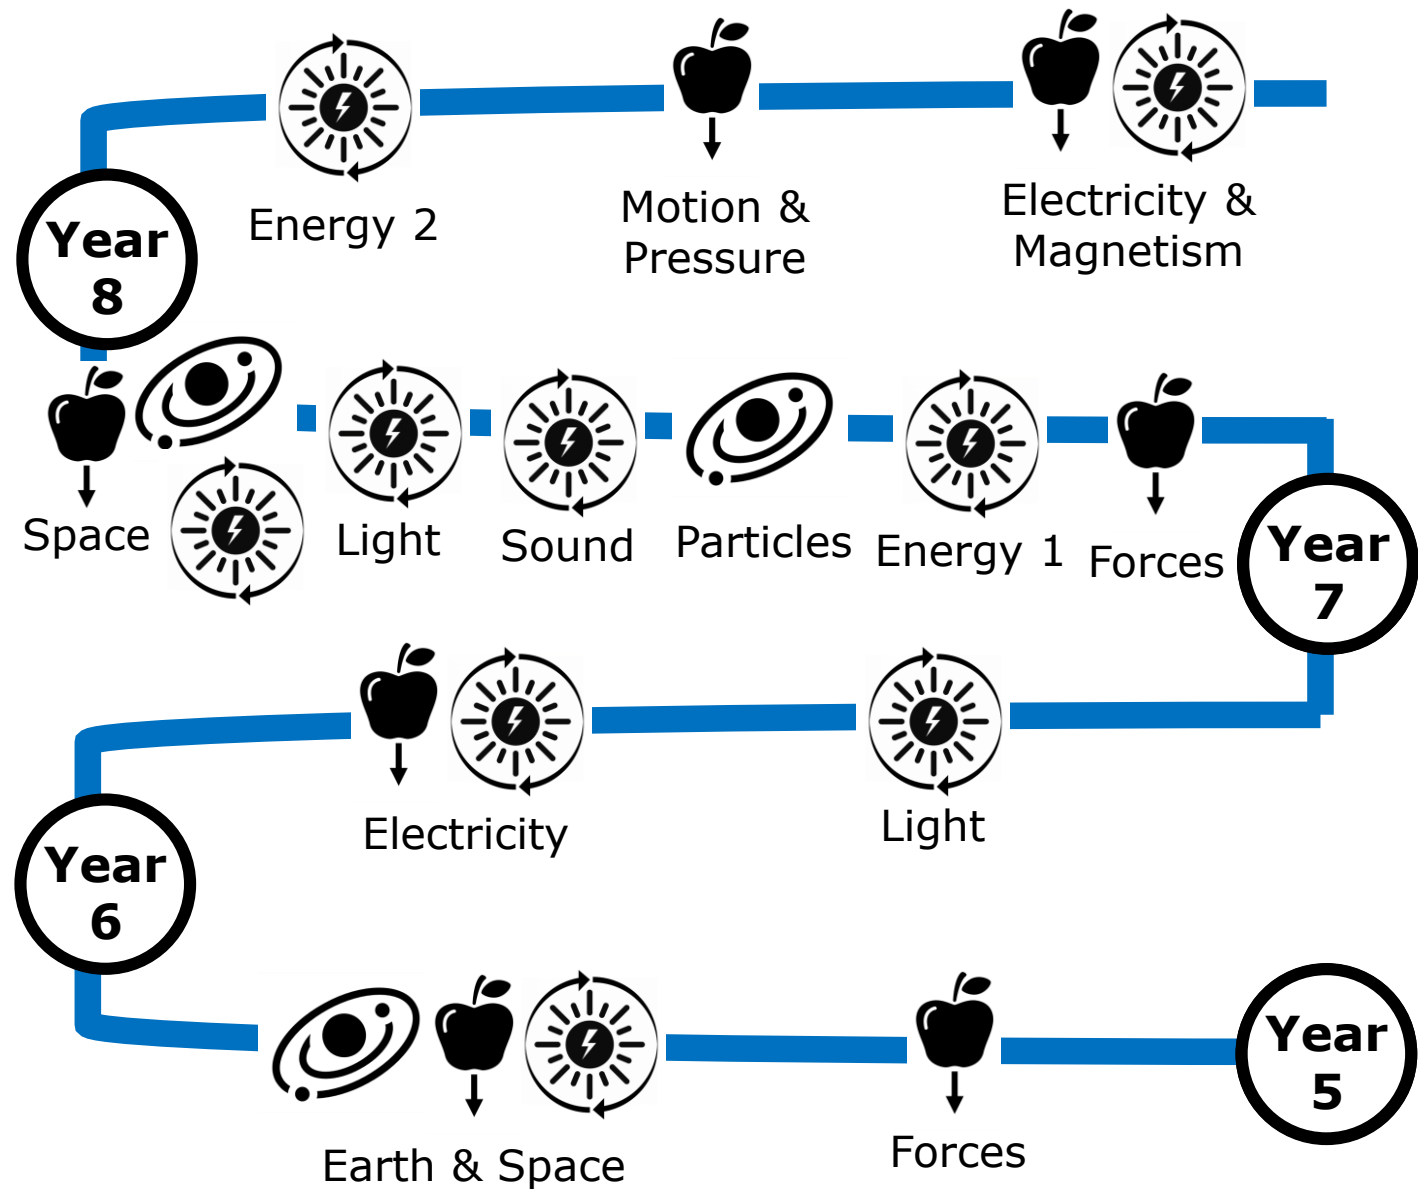 Energy 2
Motion &
Pressure
Electricity &
Magnetism
Year
8
Space
Light
Sound
Particles
Energy 1
Forces
Year
7
Electricity
Light
Year
6
Earth & Space
Forces
Year
5